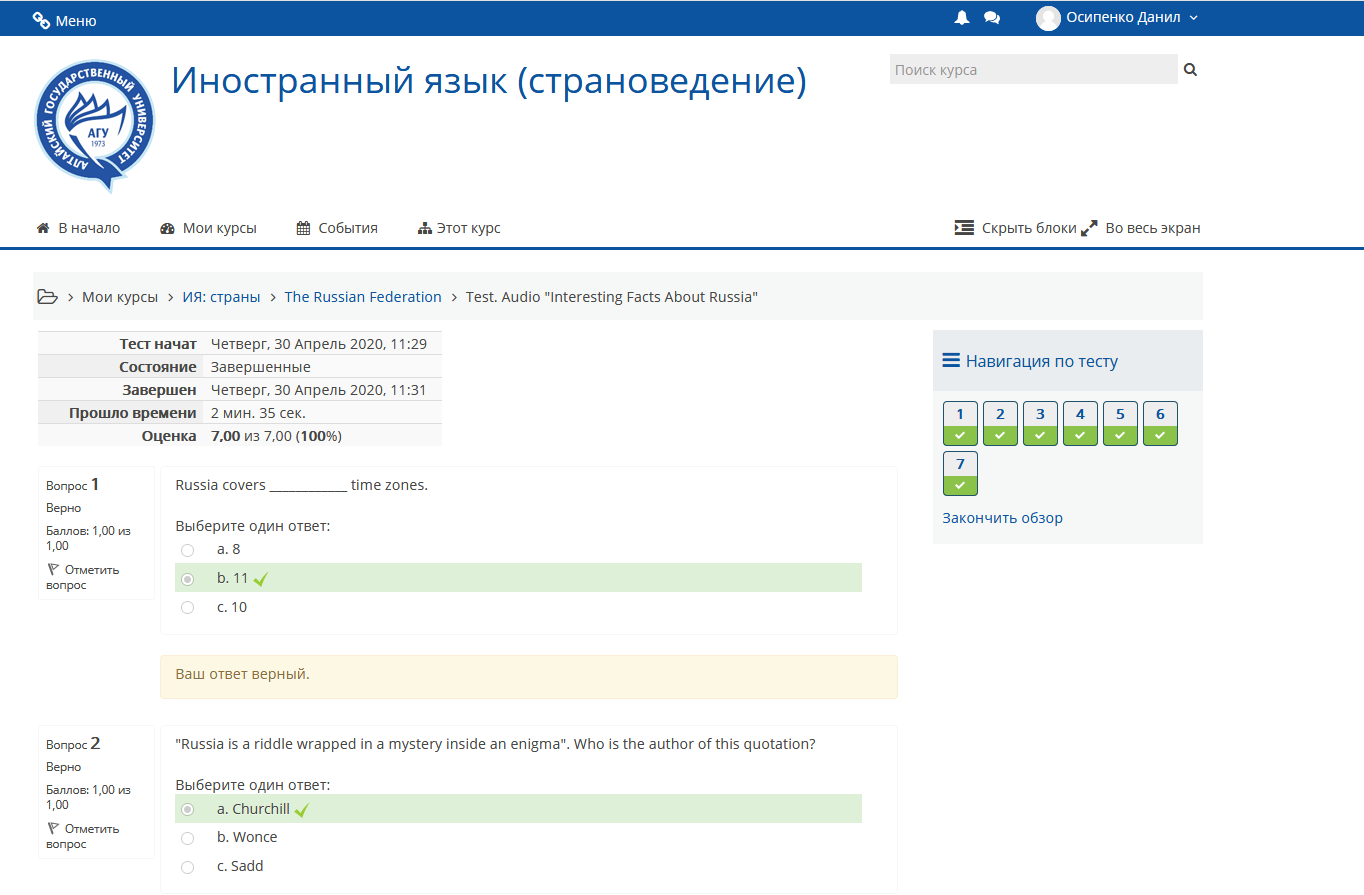 Меню
Осипенко Данил
АЛТАЙСКИЙ ГОСУДАРСТВЕННЫЙ УНИВЕРСИТЕТ
АГУ
1973
Иностранный язык (страноведение)
Поиск курса
В начало Мои курсы События Этот курс Скрыть блоки Во весь экран
Мои курсы ИЯ: страны The Russian Federation Test. Audio "Interesting Facts About Russia"
Тест начат Четверг, 30 Апрель 2020, 11:29
Состояние Завершенные
Завершен Четверг, 30 Апрель 2020, 11:31
Прошло времени 2 мин. 35 сек.
Оценка 7,00 из 7,00 (100%)
Навигация по тесту
1 2 3 4 5 6
7
Закончить обзор
Вопрос 1
Верно
Баллов: 1,00 из
1,00
Отметить
вопрос
Russia covers ____________ time zones.
Выберите один ответ:
a. 8
b. 11
c. 10
Ваш ответ верный.
Вопрос 2
Верно
Баллов: 1,00 из
1,00
Отметить
вопрос
"Russia is a riddle wrapped in a mystery inside an enigma". Who is the author of this quotation?
Выберите один ответ:
a. Churchill
b. Wonce
c. Sadd